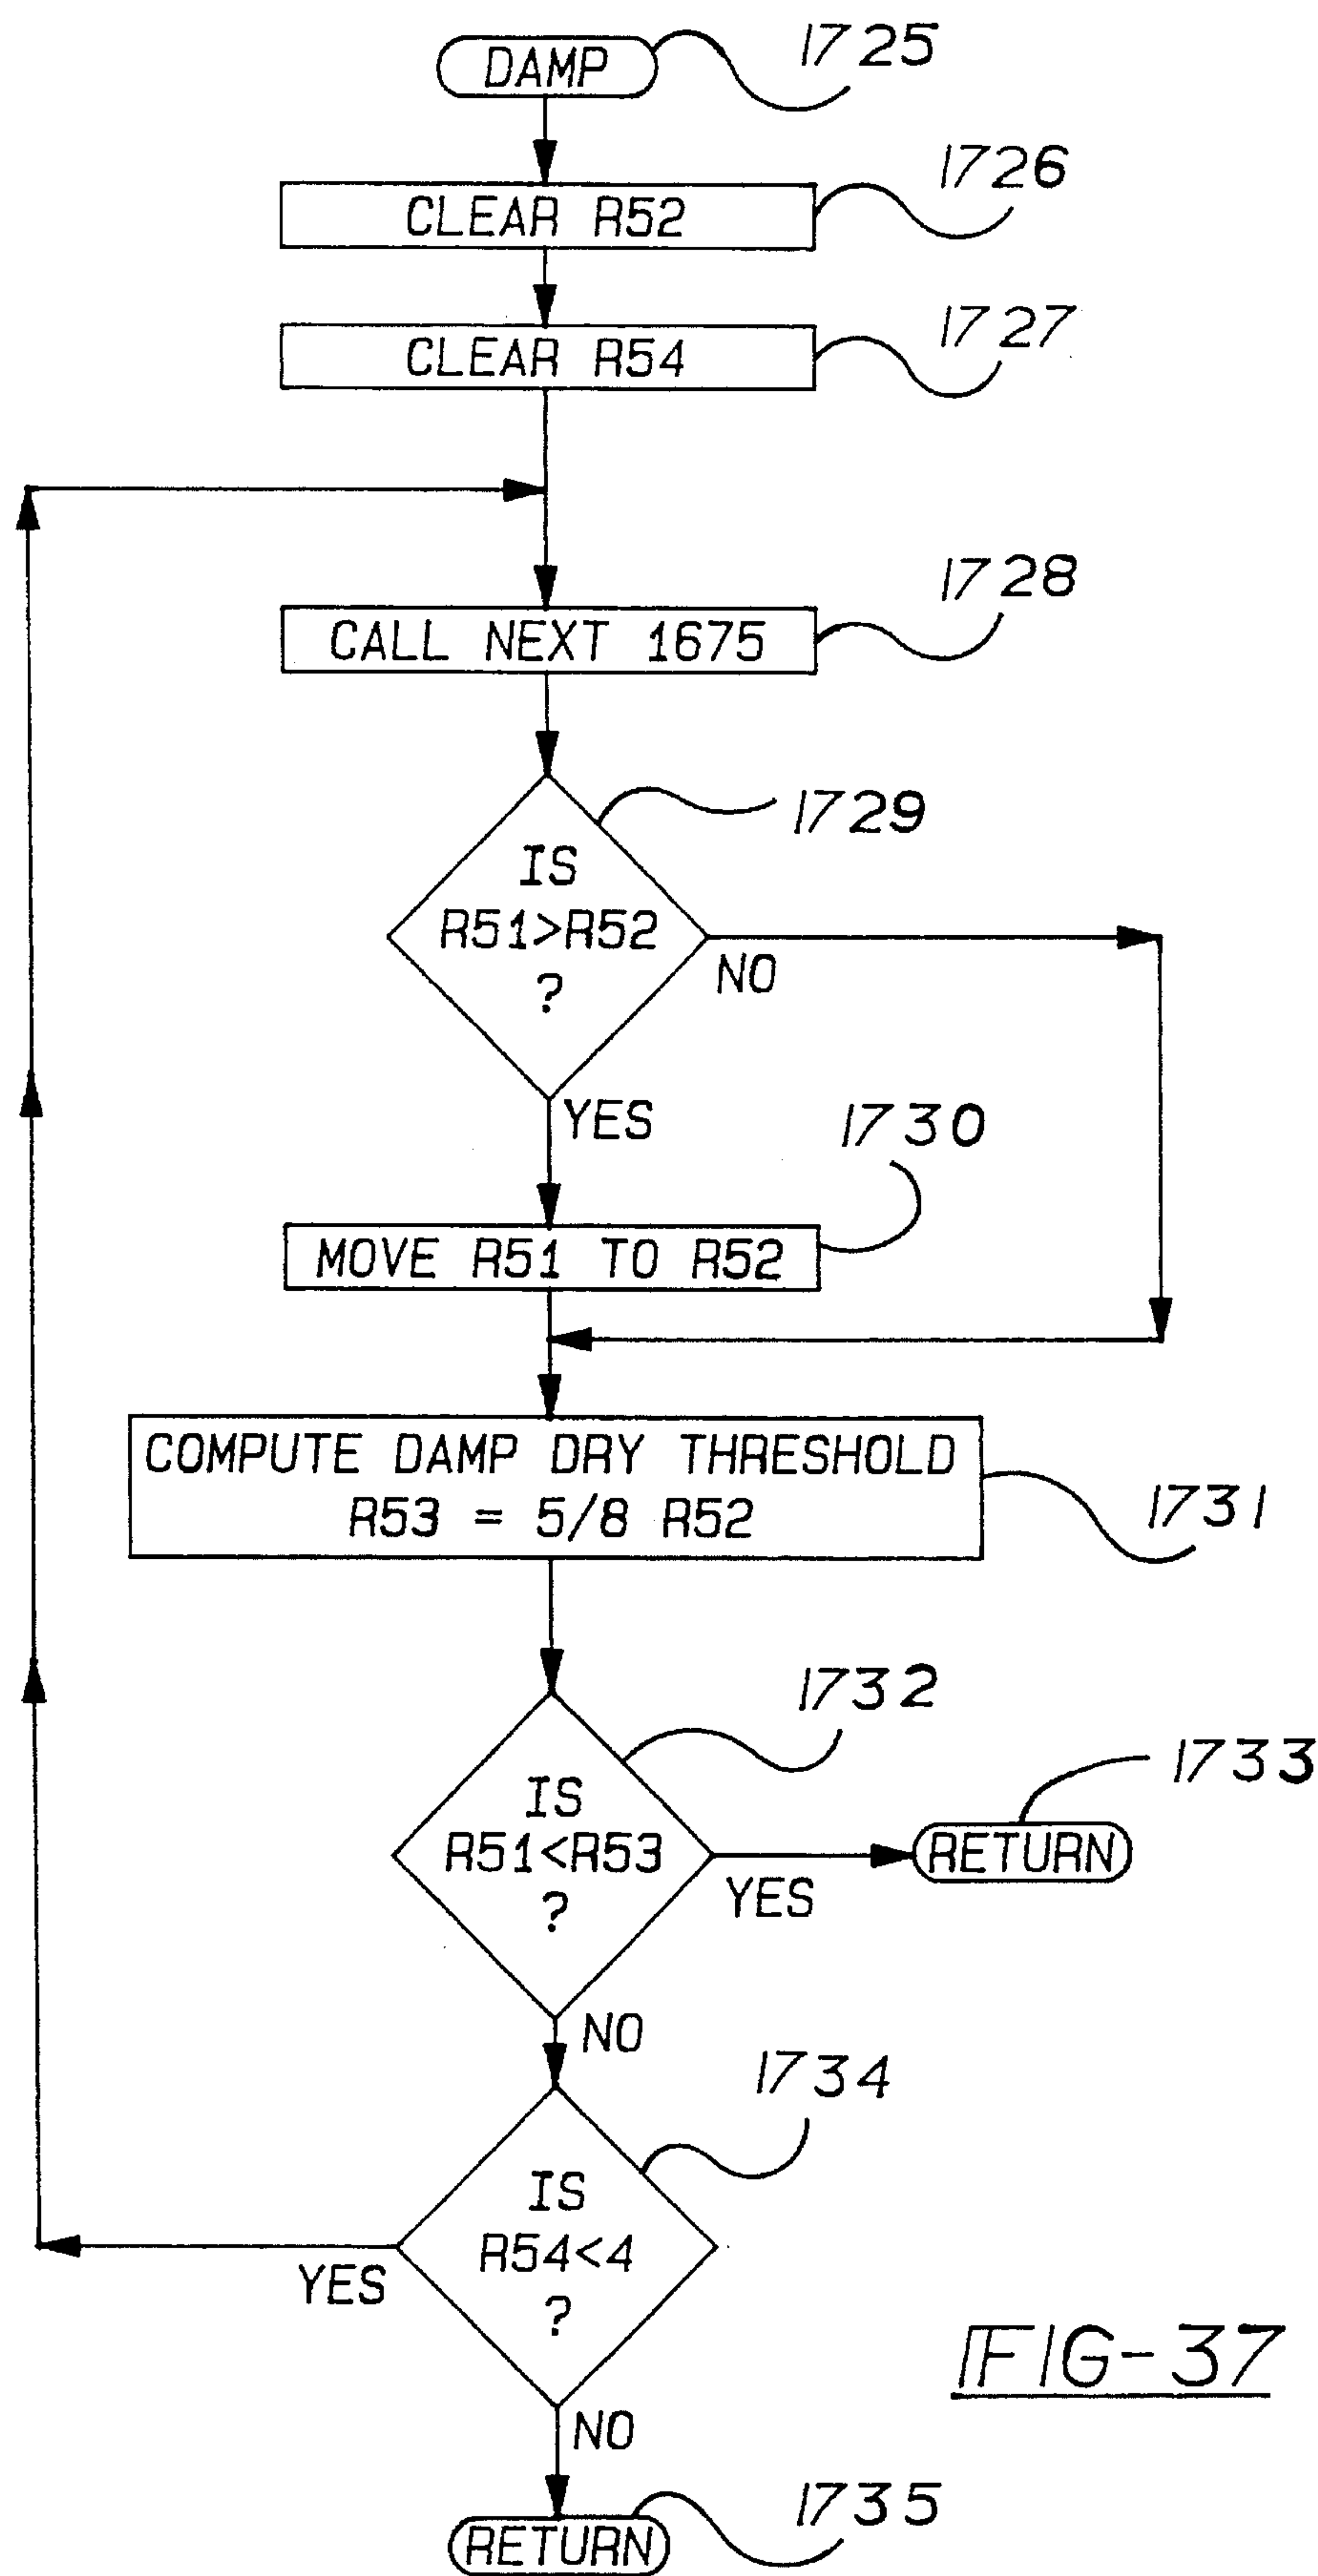 DAMP
1725
CLEAR R52
1726
CLEAR R54
1727
CALL NEXT 1675
1728
IS
R51>R52
?
1729
NO
YES
1730
MOVE R51 TO R52
COMPUTE DAMP DRY THRESHOLD
R53 = 5/8 R52
1731
IS
R51<R53
?
1732
YES
RETURN
1733
NO
IS
R54<4
?
1734
YES
NO
RETURN
1735
FIG-37